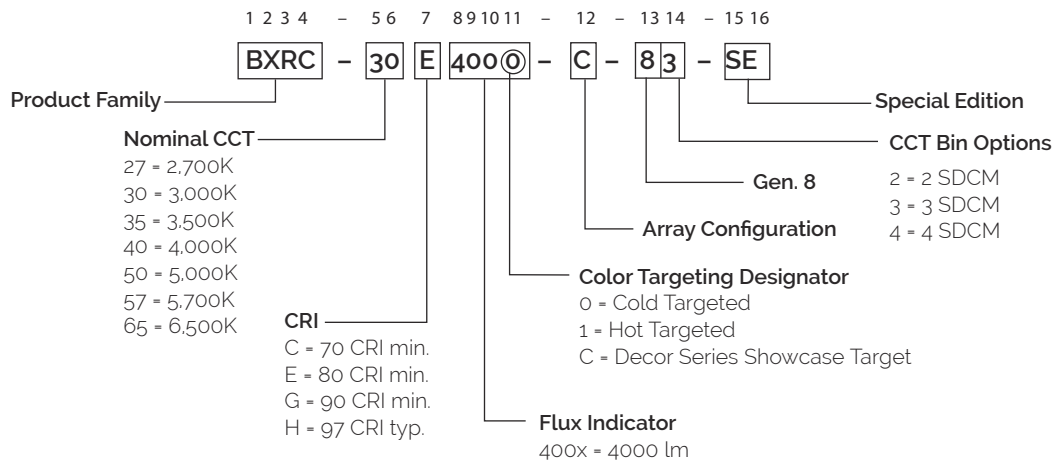 1 2 3 4 – 5 6 7 8 9 10 11 – 12 – 13 14 – 15 16
BXRC – 30 E 400 0 – C – 8 3 – SE
Product Family
Special Edition
Nominal CCT
27 = 2,700K
30 = 3,000K
35 = 3,500K
40 = 4,000K
50 = 5,000K
57 = 5,700K
65 = 6,500K
CCT Bin Options
2 = 2 SDCM
3 = 3 SDCM
4 = 4 SDCM
Gen. 8
Array Configuration
Color Targeting Designator
0 = Cold Targeted
1 = Hot Targeted
C = Decor Series Showcase Target
CRI
C = 70 CRI min.
E = 80 CRI min.
G = 90 CRI min.
H = 97 CRI typ.
Flux Indicator
400x = 4000 lm